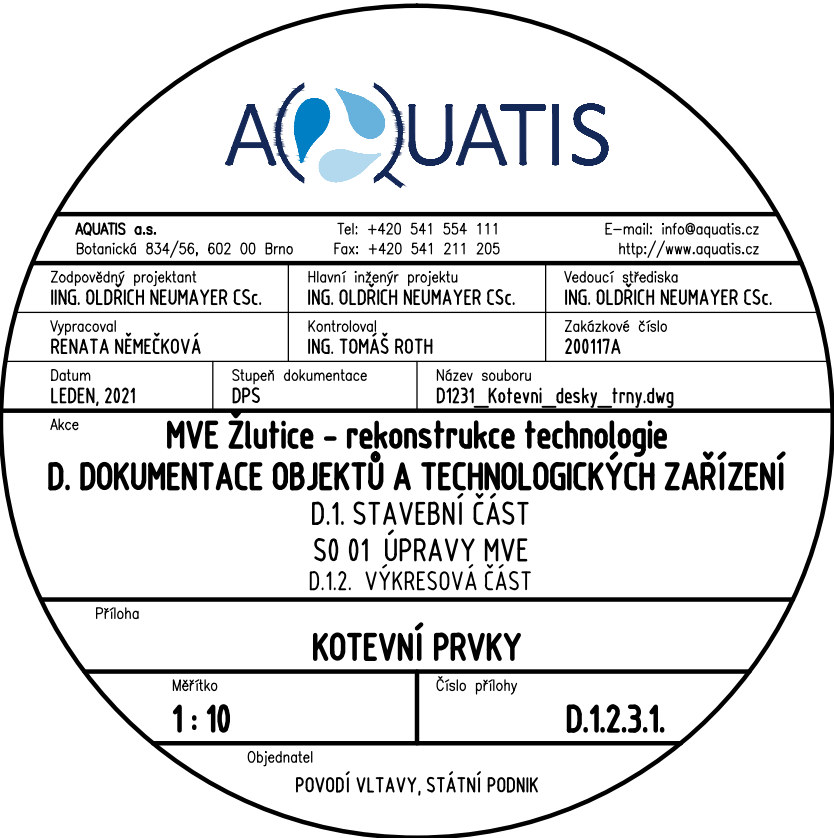 AQUATIS
AQUATIS a.s. Tel: +420 541 554 111 E-mail: info@aquatis.cz
Botanická 834/56, 602 00 Brno Fax: +420 541 211 205 http://www.aquatis.cz
Zodpovědný projektant Hlavní inženýr projektu Vedoucí střediska
IING. OLDŘICH NEUMAYER CSc. ING. OLDŘICH NEUMAYER CSc. ING. OLDŘICH NEUMAYER CSc.
Vypracoval Kontroloval Zakázkové číslo
RENATA NĚMEČKOVÁ ING. TOMÁŠ ROTH 200117A
Datum Stupeň dokumentace Název souboru
LEDEN, 2021 DPS D1231_Kotevni_desky_trny.dwg
Akce
MVE Žlutice - rekonstrukce technologie
D. DOKUMENTACE OBJEKTŮ A TECHNOLOGICKÝCH ZAŘÍZENÍ
D.1. STAVEBNÍ ČÁST
SO 01 ÚPRAVY MVE
D.1.2. VÝKRESOVÁ ČÁST
Příloha
KOTEVNÍ PRVKY
Měřítko Číslo přílohy
1 : 10 D.1.2.3.1.
Objednatel
POVODÍ VLTAVY, STÁTNÍ PODNIK